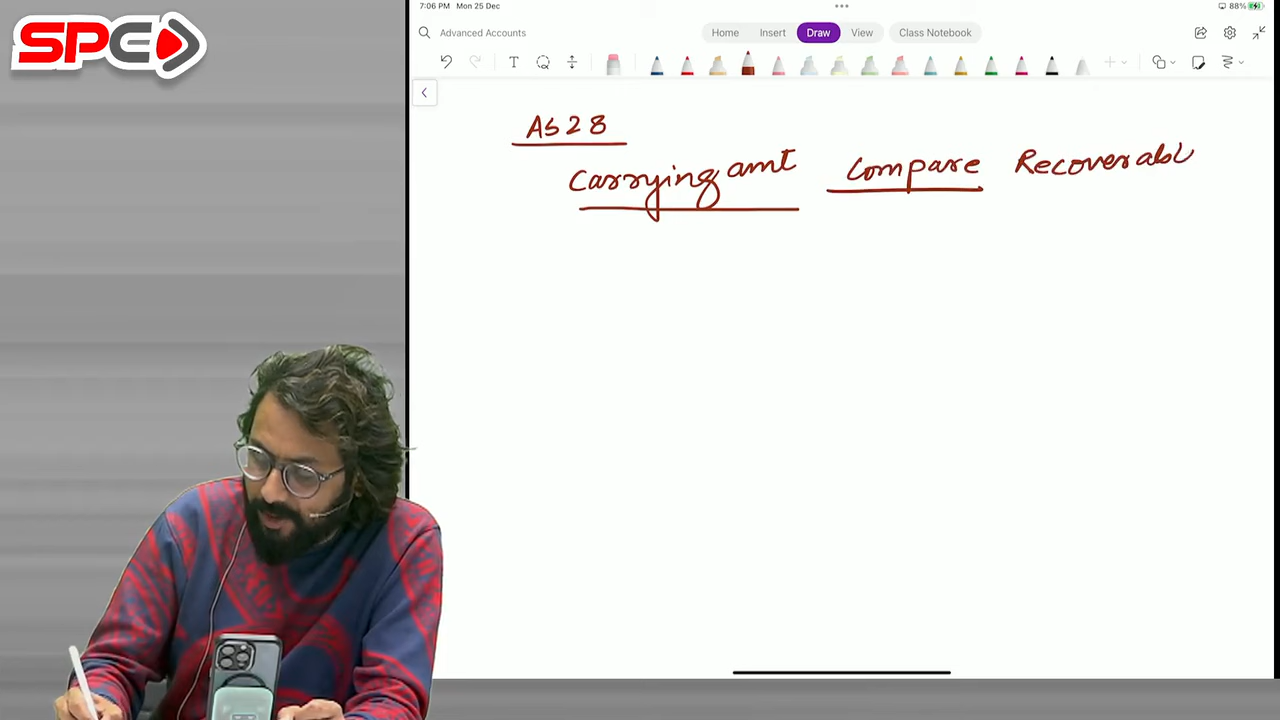 SPE
7:06 PM Mon 25 Dec
88%
Advanced Accounts
Home Insert Draw View Class Notebook
AS 28
Carrying amt Compare Recoverabl